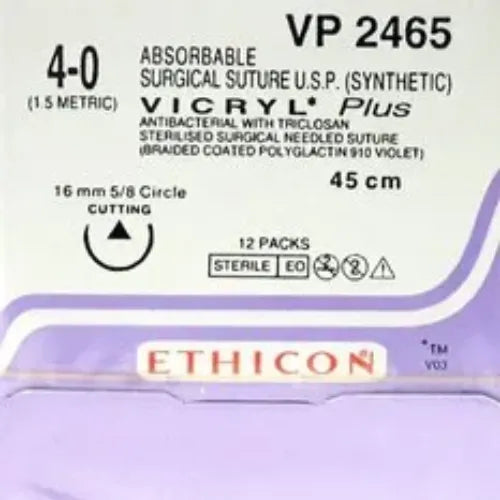 VP 2465
4-0
(1.5 METRIC)
ABSORBABLE
SURGICAL SUTURE U.S.P. (SYNTHETIC)
VICRYL* Plus
ANTIBACTERIAL WITH TRICLOSAN
STERILISED SURGICAL NEEDLED SUTURE
(BRAIDED COATED POLYGLACTIN 910 VIOLET)
45 cm
16 mm 5/8 Circle
CUTTING
12 PACKS
STERILE EO
ETHICON
*TM
V03